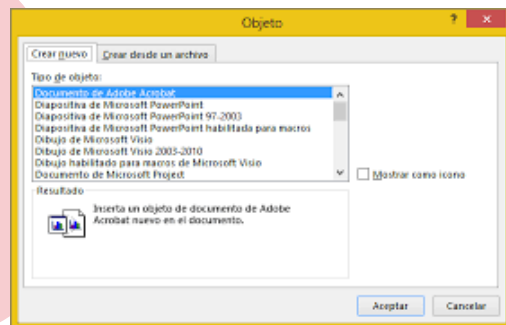 Objeto
? ×
Crear nuevo
Crear desde un archivo
Tipo de objeto:
Documento de Adobe Acrobat
Diapositiva de Microsoft PowerPoint
Diapositiva de Microsoft PowerPoint 97-2003
Diapositiva de Microsoft PowerPoint habilitada para macros
Dibujo de Microsoft Visio
Dibujo de Microsoft Visio 2003-2010
Dibujo habilitado para macros de Microsoft Visio
Documento de Microsoft Project
Mostrar como icono
Resultado
Inserta un objeto de documento de Adobe
Acrobat nuevo en el documento.
Aceptar
Cancelar